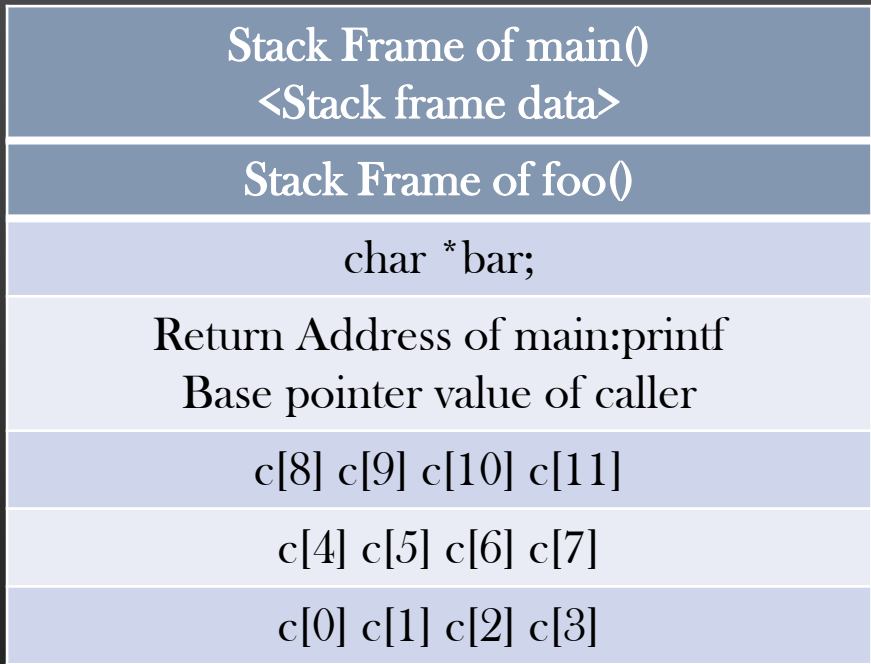 Stack Frame of main()
<Stack frame data>
Stack Frame of foo()
char *bar;
Return Address of main:printf
Base pointer value of caller
c[8] c[9] c[10] c[11]
c[4] c[5] c[6] c[7]
c[0] c[1] c[2] c[3]